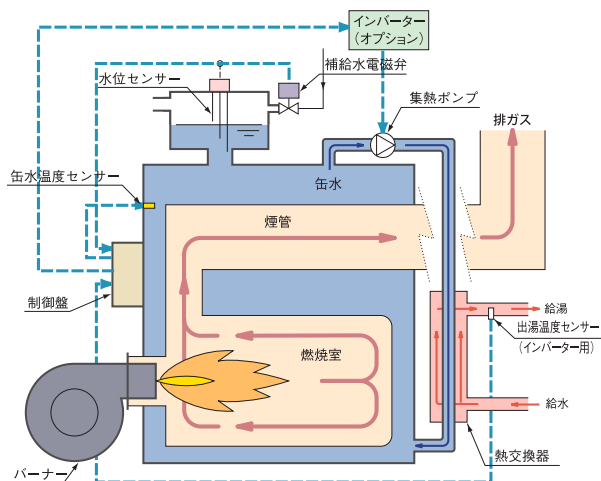 インバーター
(オプション)
補給水電磁弁
水位センサー
集熱ポンプ
排ガス
缶水
缶水温度センサー
煙管
制御盤
給湯
出湯温度センサー
(インバーター用)
燃焼室
給水
熱交換器
バーナー